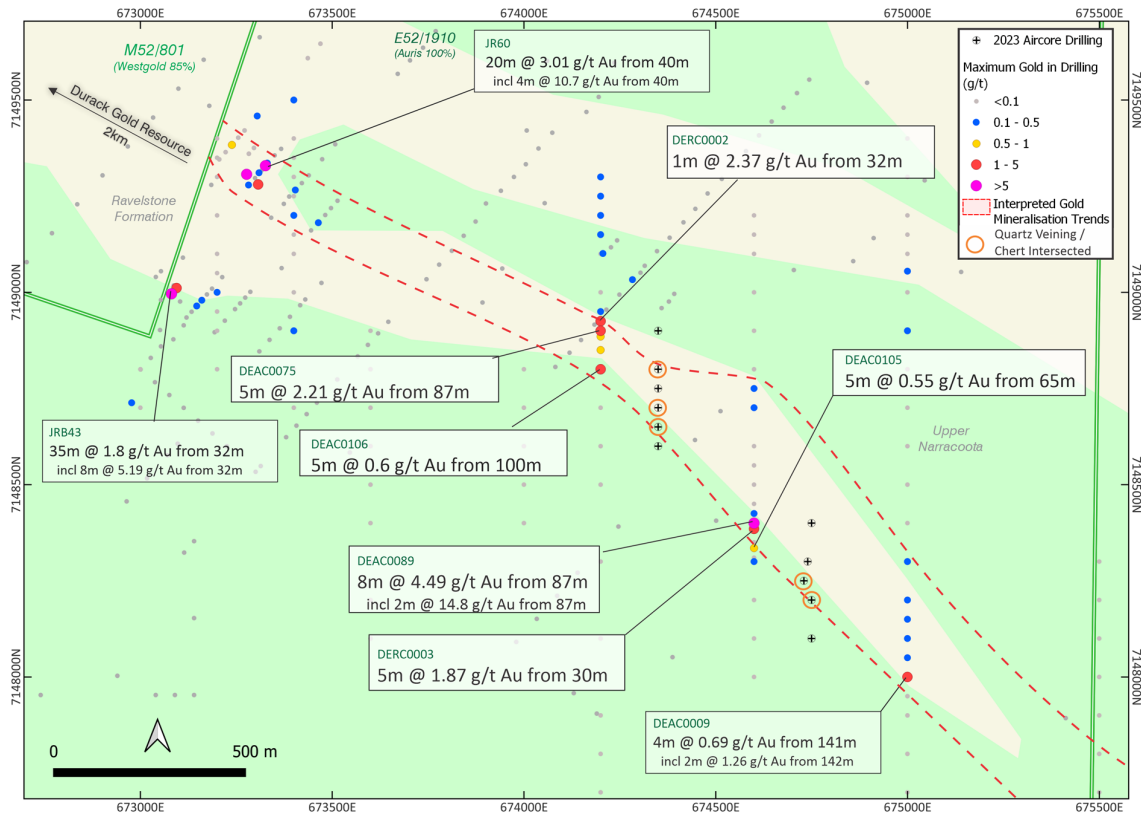 673000E 673500E 674000E 674500E 675000E 675500E
M52/801
(Westgold 85%)
E52/1910
(Auris 100%)
JR60
20m @ 3.01 g/t Au from 40m
incl 4m @ 10.7 g/t Au from 40m
2023 Aircore Drilling
Maximum Gold in Drilling
(g/t)
<0.1
0.1 - 0.5
0.5 - 1
1 - 5
>5
Interpreted Gold
Mineralisation Trends
Quartz Veining /
Chert Intersected
7149500N
7149500N
Durack Gold Resource
2km
DERC0002
1m @ 2.37 g/t Au from 32m
Ravelstone
Formation
7149000N
7149000N
DEAC0075
5m @ 2.21 g/t Au from 87m
DEAC0105
5m @ 0.55 g/t Au from 65m
JRB43
35m @ 1.8 g/t Au from 32m
incl 8m @ 5.19 g/t Au from 32m
DEAC0106
5m @ 0.6 g/t Au from 100m
Upper
Narracoota
7148500N
7148500N
DEAC0089
8m @ 4.49 g/t Au from 87m
incl 2m @ 14.8 g/t Au from 87m
DERC0003
5m @ 1.87 g/t Au from 30m
7148000N
7148000N
DEAC0009
4m @ 0.69 g/t Au from 141m
incl 2m @ 1.26 g/t Au from 142m
0 500 m
673000E 673500E 674000E 674500E 675000E 675500E